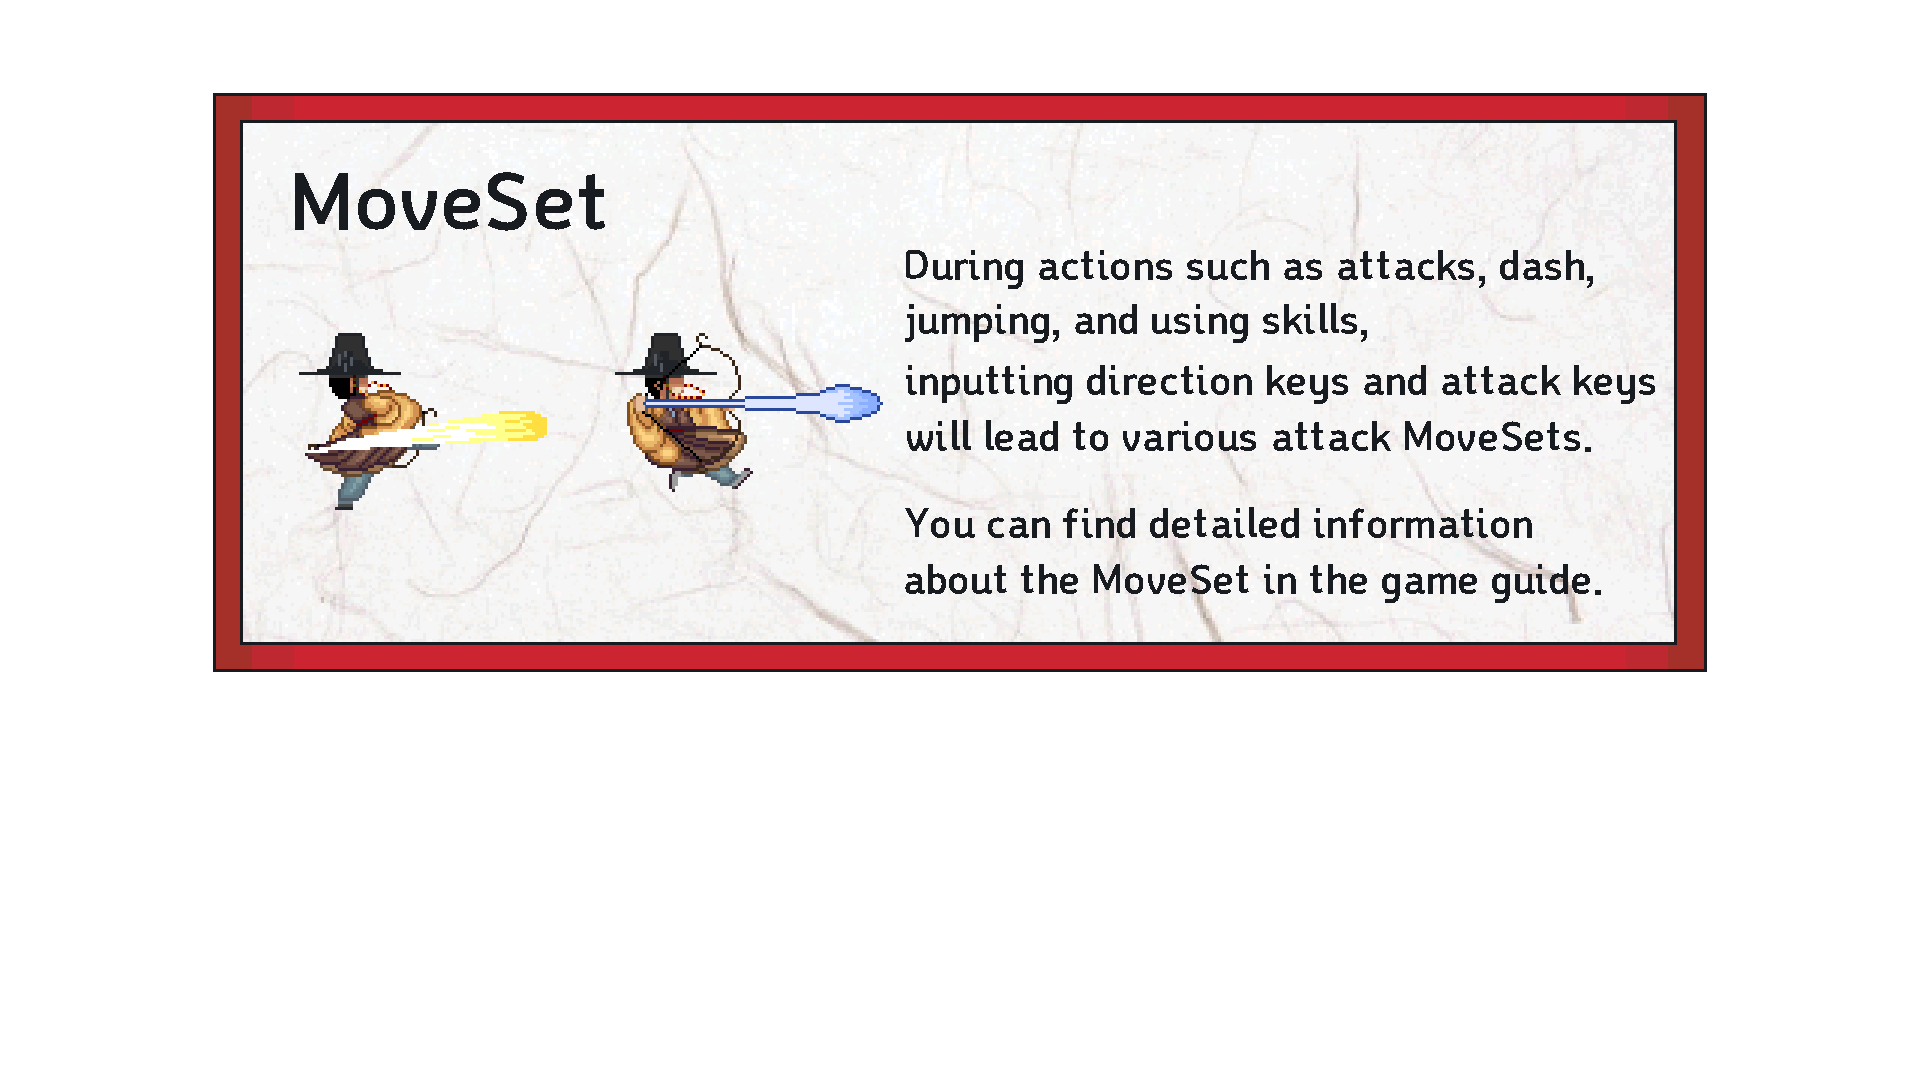 MoveSet
During actions such as attacks, dash,
jumping, and using skills,
inputting direction keys and attack keys
will lead to various attack MoveSets.
You can find detailed information
about the MoveSet in the game guide.